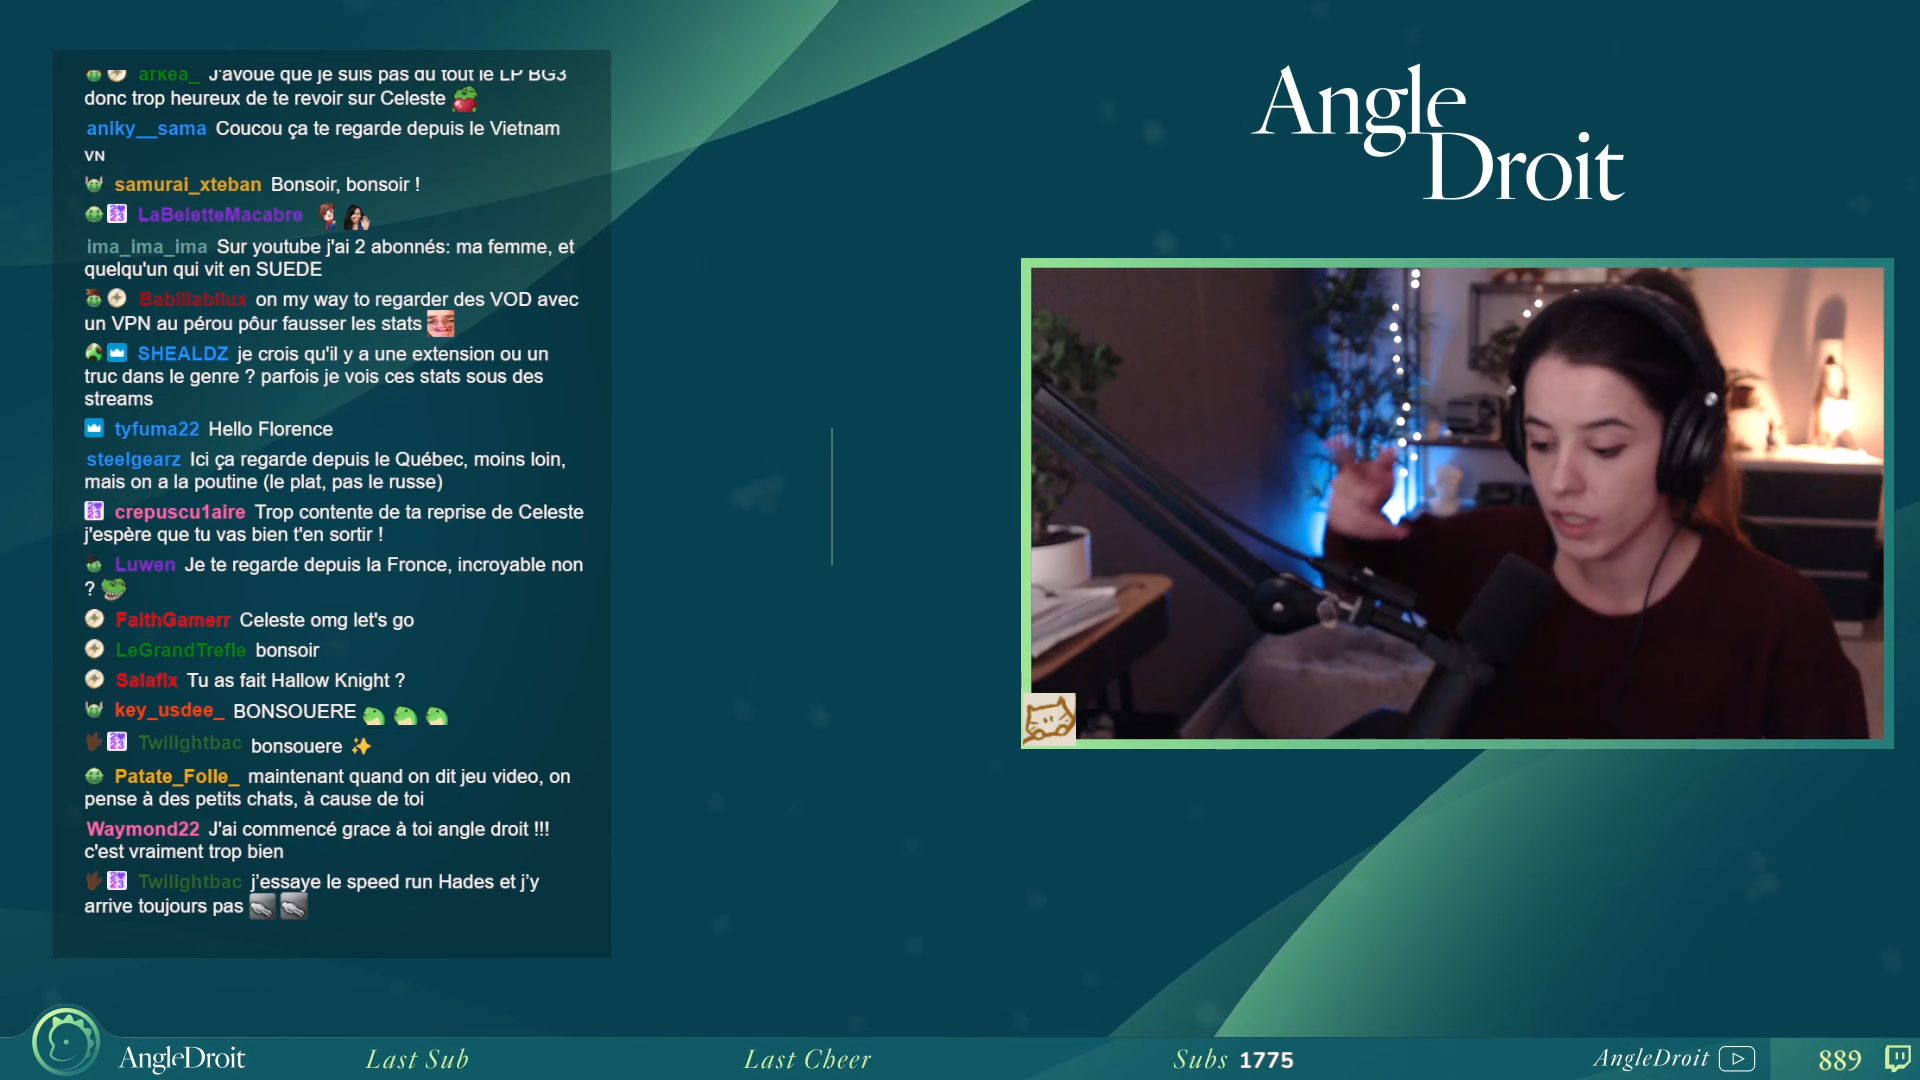 arkea_ J'avoue que je suis pas du tout le LP BG3
donc trop heureux de te revoir sur Celeste
aniky__sama Coucou ça te regarde depuis le Vietnam
VN
samurai_xteban Bonsoir, bonsoir !
LaBeletteMacabre
ima_ima_ima Sur youtube j'ai 2 abonnés: ma femme, et
quelqu'un qui vit en SUEDE
Babillabilux on my way to regarder des VOD avec
un VPN au pérou pôur fausser les stats
SHEALDZ je crois qu'il y a une extension ou un
truc dans le genre ? parfois je vois ces stats sous des
streams
tyfuma22 Hello Florence
steelgearz Ici ça regarde depuis le Québec, moins loin,
mais on a la poutine (le plat, pas le russe)
crepuscu1aire Trop contente de ta reprise de Celeste
j'espère que tu vas bien t'en sortir !
Luwen Je te regarde depuis la Fronce, incroyable non
?
FaithGamerr Celeste omg let's go
LeGrandTrefle bonsoir
Salafix Tu as fait Hallow Knight ?
key_usdee_ BONSOUERE
Twilightbac bonsouere
Patate_Folle_ maintenant quand on dit jeu video, on
pense à des petits chats, à cause de toi
Waymond22 J'ai commencé grace à toi angle droit !!!
c'est vraiment trop bien
Twilightbac j'essaye le speed run Hades et j'y
arrive toujours pas
Angle
Droit
AngleDroit
Last Sub
Last Cheer
Subs 1775
AngleDroit
889